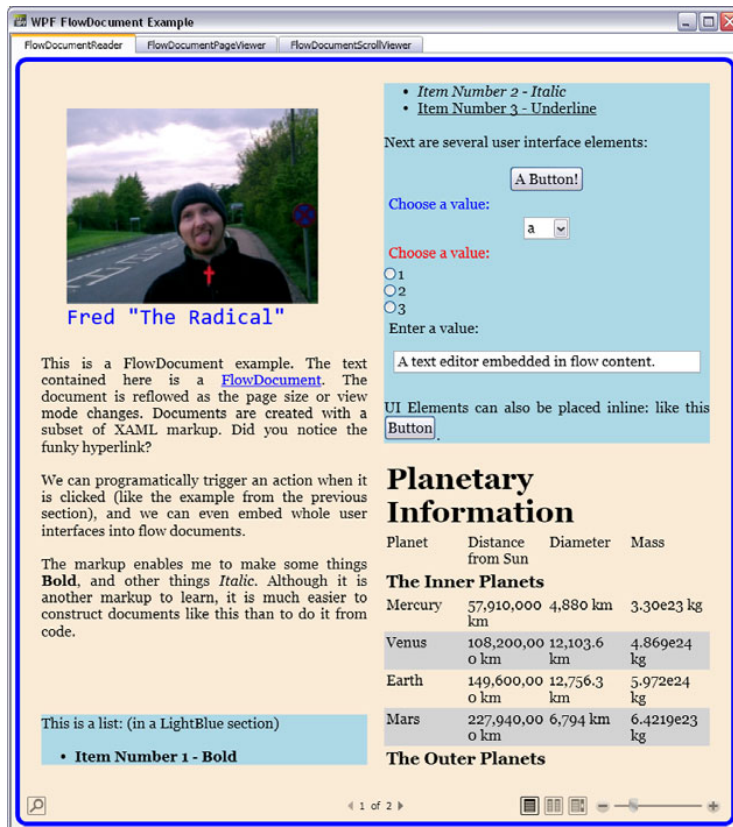 WPF FlowDocument Example
FlowDocumentReader
FlowDocumentPageViewer
FlowDocumentScrollViewer
Fred "The Radical"
This is a FlowDocument example. The text
contained here is a FlowDocument. The
document is reflowed as the page size or view
mode changes. Documents are created with a
subset of XAML markup. Did you notice the
funky hyperlink?
We can programatically trigger an action when it
is clicked (like the example from the previous
section), and we can even embed whole user
interfaces into flow documents.
The markup enables me to make some things
Bold, and other things Italic. Although it is
another markup to learn, it is much easier to
construct documents like this than to do it from
code.
This is a list: (in a LightBlue section)
• Item Number 1 - Bold
• Item Number 2 - Italic
• Item Number 3 - Underline
Next are several user interface elements:
A Button!
Choose a value:
a
Choose a value:
1
2
3
Enter a value:
A text editor embedded in flow content.
UI Elements can also be placed inline: like this
Button.
Planetary
Information
Planet Distance Diameter Mass
from Sun
The Inner Planets
Mercury 57,910,000 4,880 km 3.30e23 kg
km
Venus 108,200,00 12,103.6 4.869e24
0 km km kg
Earth 149,600,00 12,756.3 5.972e24
0 km km kg
Mars 227,940,00 6,794 km 6.4219e23
0 km kg
The Outer Planets
1 of 2